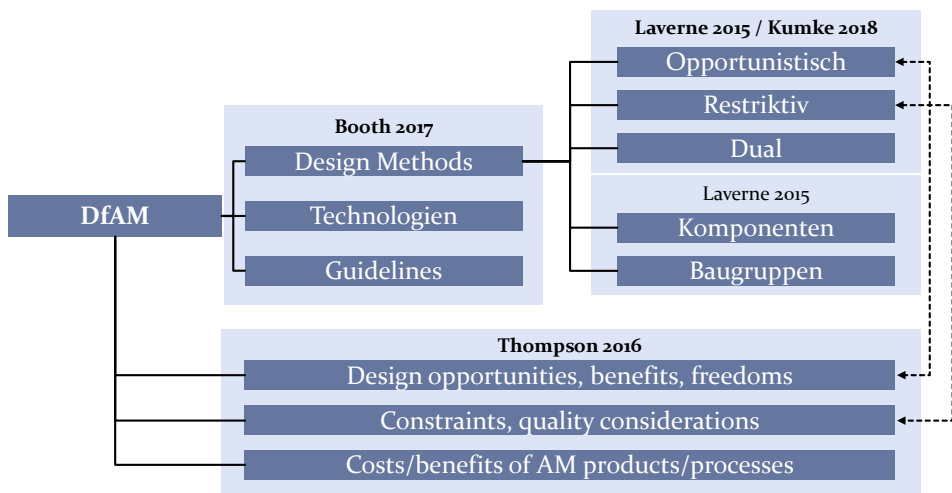 Laverne 2015 / Kumke 2018
Opportunistisch
Restriktiv
Dual
Laverne 2015
Komponenten
Baugruppen
Booth 2017
Design Methods
Technologien
Guidelines
DfAM
Thompson 2016
Design opportunities, benefits, freedoms
Constraints, quality considerations
Costs/benefits of AM products/processes